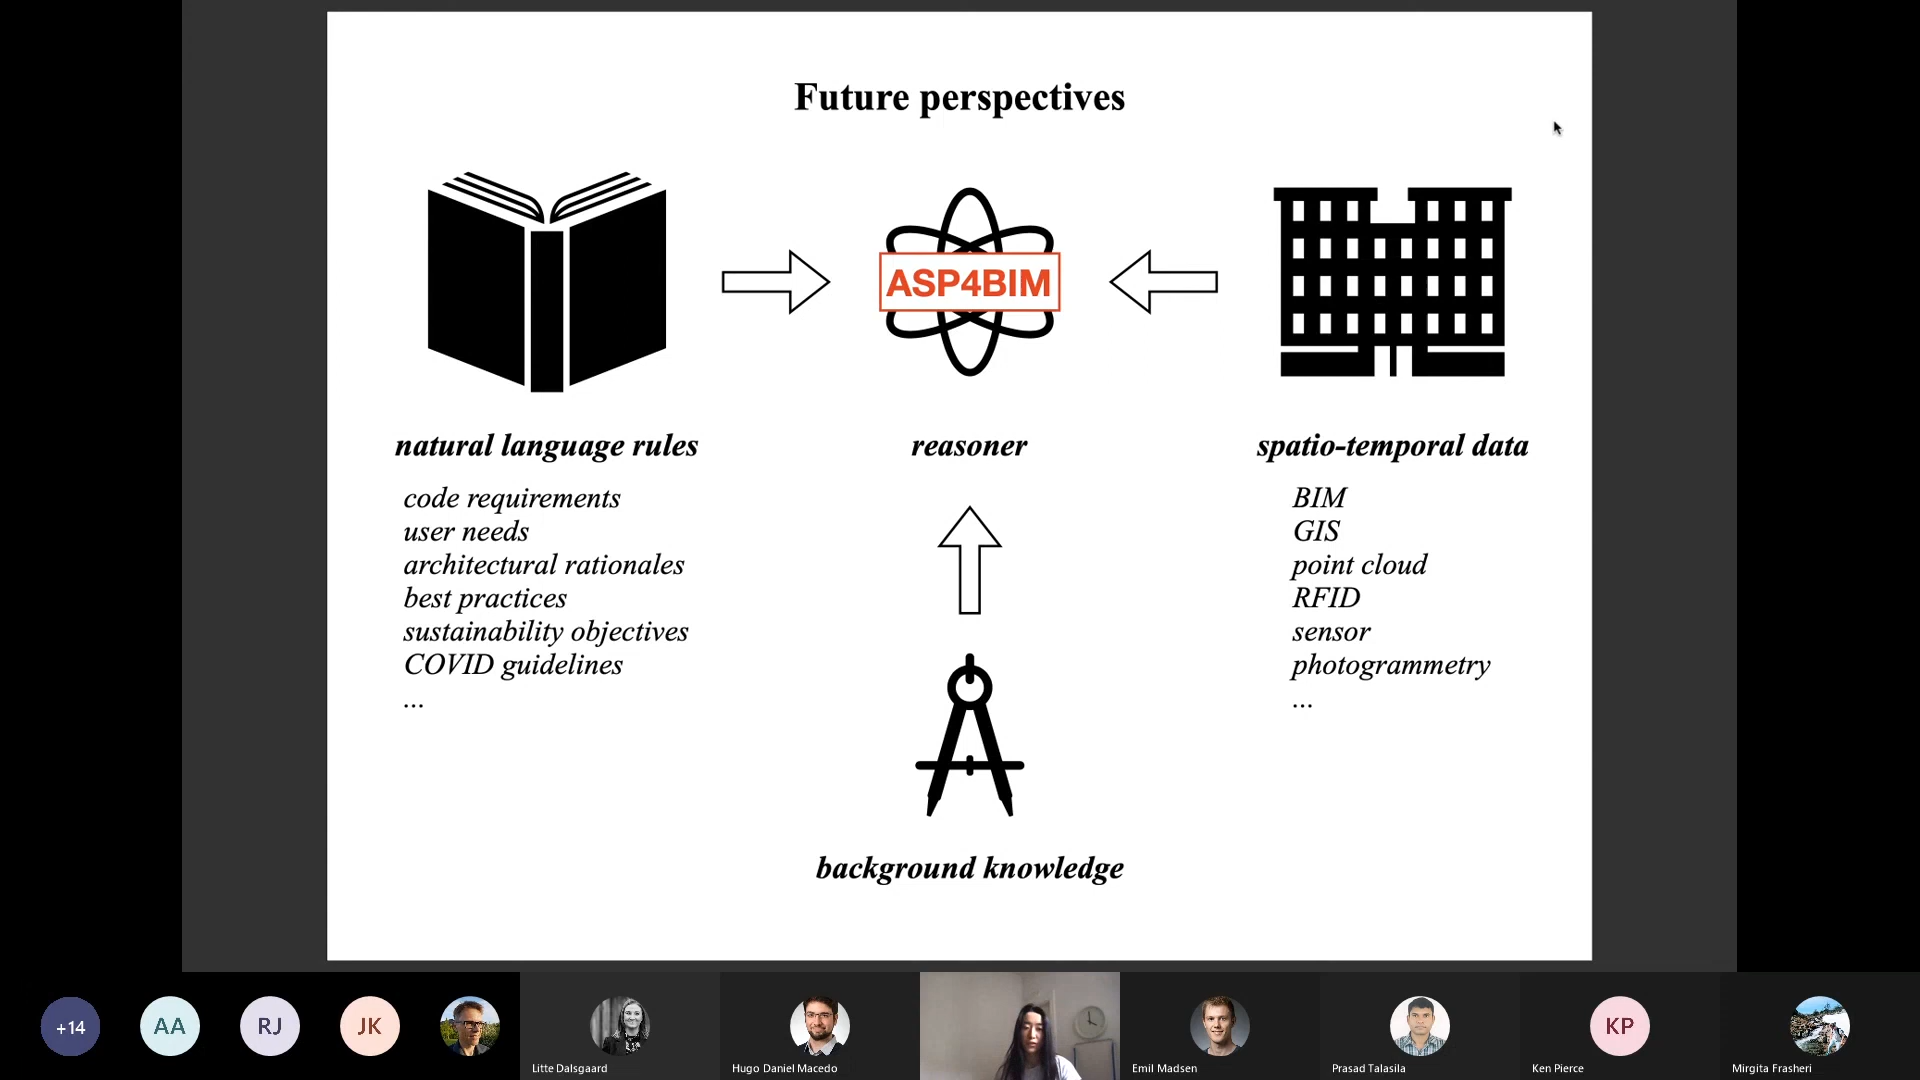 Future perspectives
ASP4BIM
natural language rules
reasoner
spatio-temporal data
code requirements
user needs
architectural rationales
best practices
sustainability objectives
COVID guidelines
...
BIM
GIS
point cloud
RFID
sensor
photogrammetry
...
background knowledge
+14
AA
RJ
JK
Litte Dalsgaard
Hugo Daniel Macedo
Emil Madsen
Prasad Talasila
KP
Ken Pierce
Mirgita Frasheri